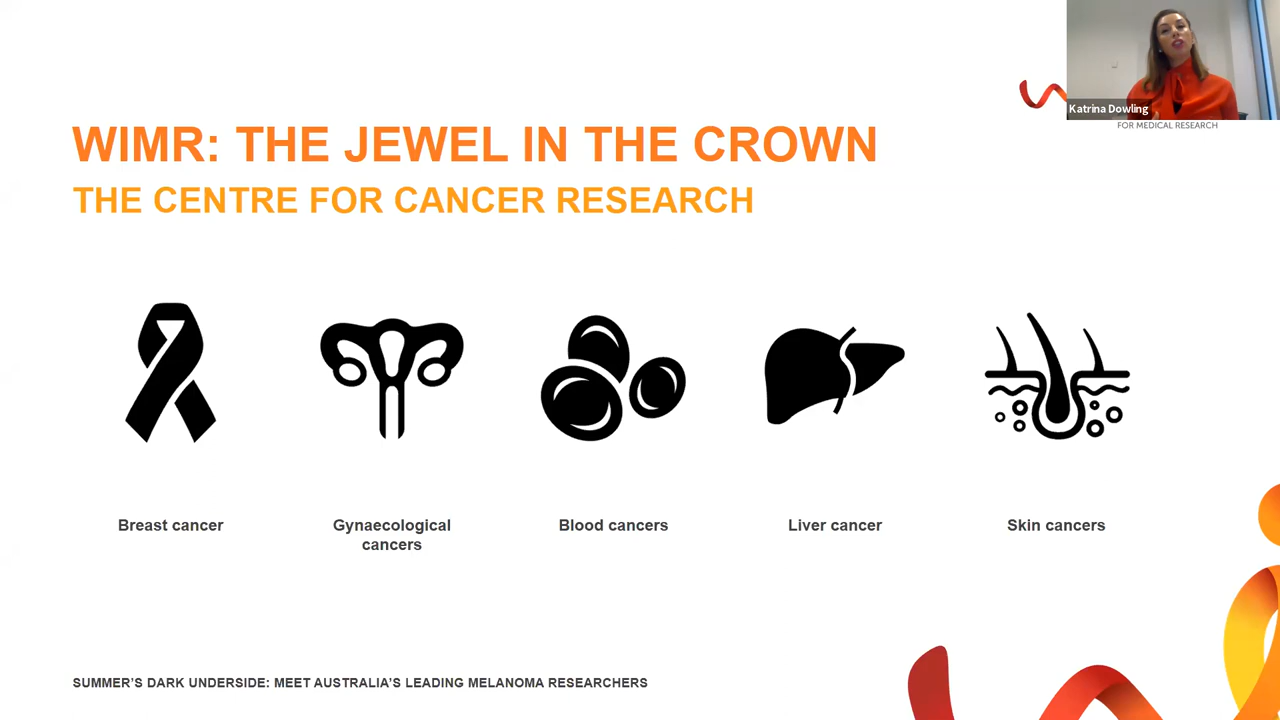 Katrina Dowling
FOR MEDICAL RESEARCH
WIMR: THE JEWEL IN THE CROWN
THE CENTRE FOR CANCER RESEARCH
Breast cancer
Gynaecological
cancers
Blood cancers
Liver cancer
Skin cancers
SUMMER'S DARK UNDERSIDE: MEET AUSTRALIA'S LEADING MELANOMA RESEARCHERS